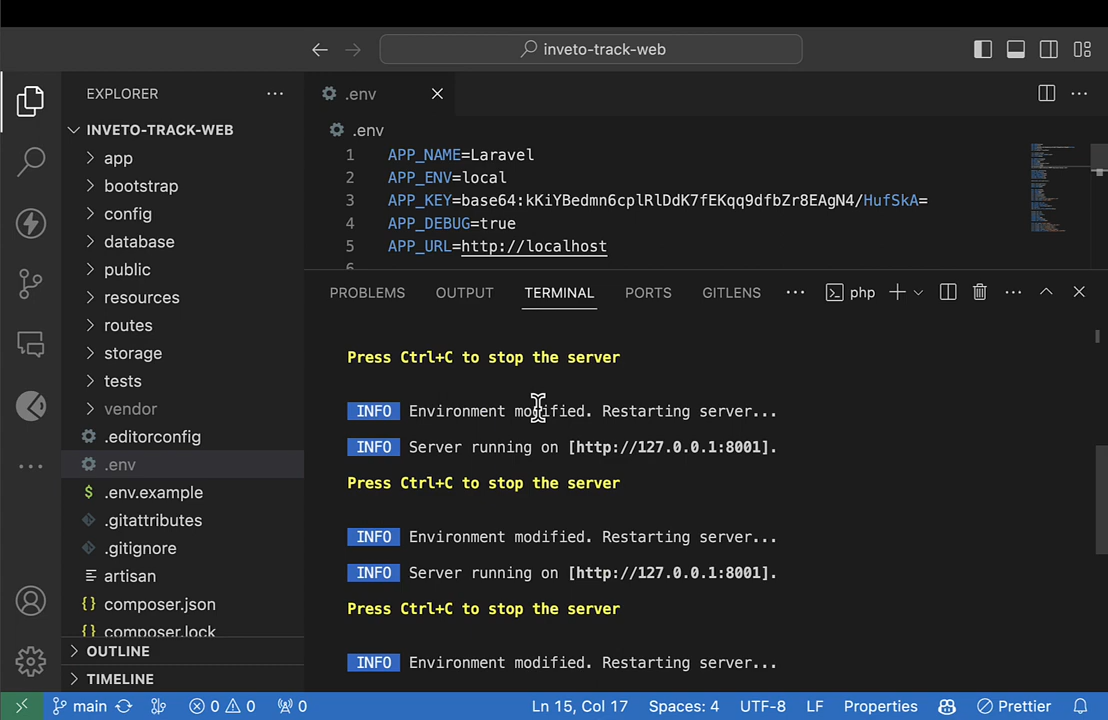 inveto-track-web
EXPLORER
INVETO-TRACK-WEB
app
bootstrap
config
database
public
resources
routes
storage
tests
vendor
.editorconfig
.env
.env.example
.gitattributes
.gitignore
artisan
composer.json
composer.lock
OUTLINE
TIMELINE
.env
.env
1 APP_NAME=Laravel
2 APP_ENV=local
3 APP_KEY=base64:kKiYBedmn6cplRlDdK7fEKqq9dfbZr8EAgN4/HufSkA=
4 APP_DEBUG=true
5 APP_URL=http://localhost
6
PROBLEMS OUTPUT TERMINAL PORTS GITLENS php
Press Ctrl+C to stop the server
INFO Environment modified. Restarting server...
INFO Server running on [http://127.0.0.1:8001].
Press Ctrl+C to stop the server
INFO Environment modified. Restarting server...
INFO Server running on [http://127.0.0.1:8001].
Press Ctrl+C to stop the server
INFO Environment modified. Restarting server...
main 0 0 0 Ln 15, Col 17 Spaces: 4 UTF-8 LF Properties Prettier